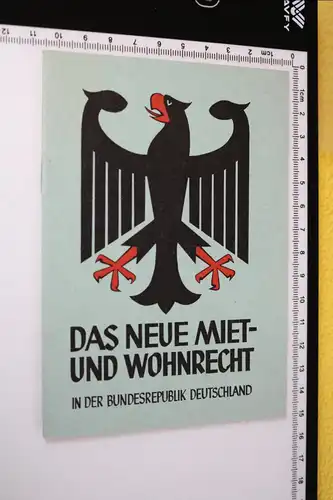 DAS NEUE MIET-
UND WOHNRECHT
IN DER BUNDESREPUBLIK DEUTSCHLAND